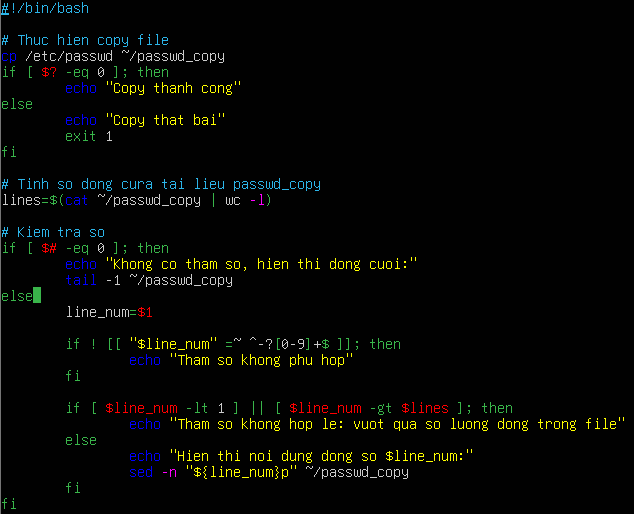 #!/bin/bash
# Thuc hien copy file
cp /etc/passwd ~/passwd_copy
if [ $? -eq 0 ]; then
        echo "Copy thanh cong"
else
        echo "Copy that bai"
        exit 1
fi
# Tinh so dong cura tai lieu passwd_copy
lines=$(cat ~/passwd_copy | wc -l)
# Kiem tra so
if [ $# -eq 0 ]; then
        echo "Khong co tham so, hien thi dong cuoi:"
        tail -1 ~/passwd_copy
else
        line_num=$1
        if ! [[ "$line_num" =~ ^-?[0-9]+$ ]]; then
                echo "Tham so khong phu hop"
        fi
        if [ $line_num -lt 1 ] || [ $line_num -gt $lines ]; then
                echo "Tham so khong hop le: vuot qua so luong dong trong file"
        else
                echo "Hien thi noi dung dong so $line_num:"
                sed -n "${line_num}p" ~/passwd_copy
        fi
fi